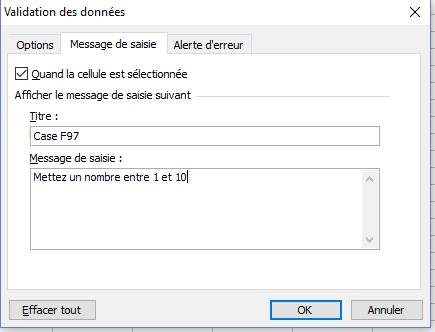 Validation des données
Options
Message de saisie
Alerte d'erreur
Quand la cellule est sélectionnée
Afficher le message de saisie suivant
Titre :
Case F97
Message de saisie :
Mettez un nombre entre 1 et 10
Effacer tout
OK
Annuler